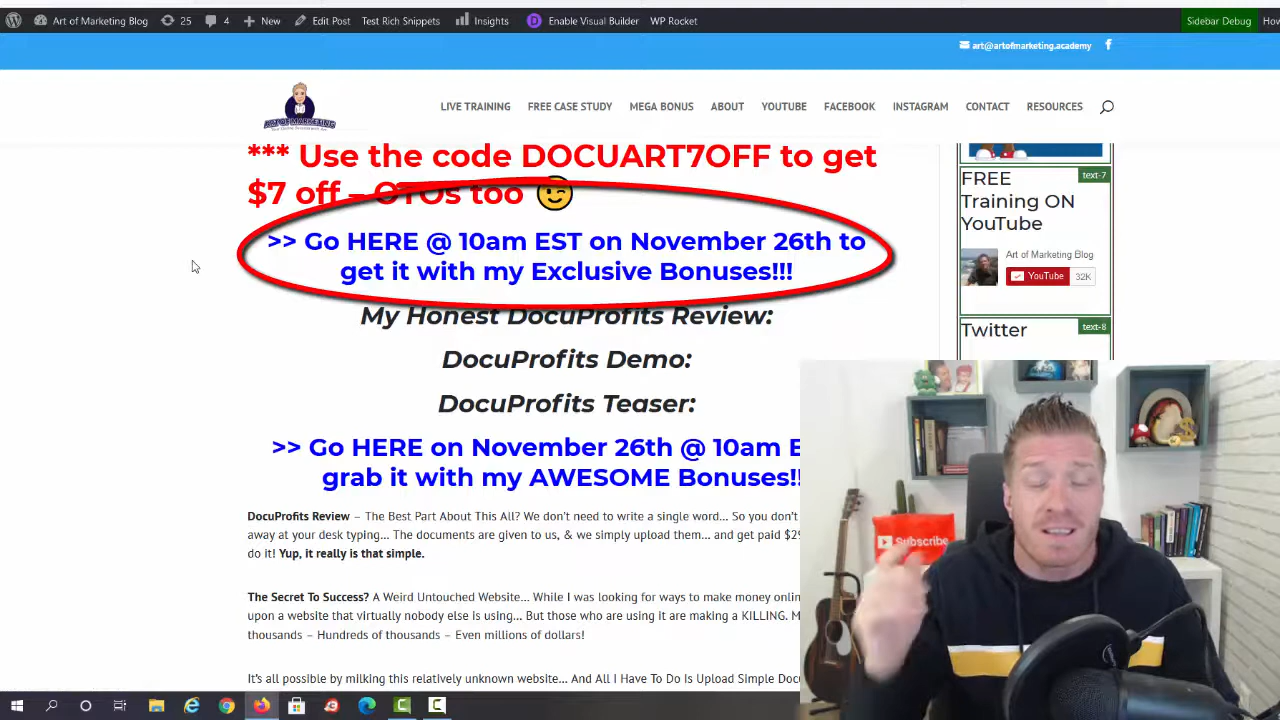 Art of Marketing Blog 25 4 New Edit Post Test Rich Snippets Insights Enable Visual Builder WP Rocket Sidebar Debug How
art@artofmarketing.academy
ART OF MARKETING
LIVE TRAINING FREE CASE STUDY MEGA BONUS ABOUT YOUTUBE FACEBOOK INSTAGRAM CONTACT RESOURCES
*** Use the code DOCUART7OFF to get
$7 off – OTOs too
>> Go HERE @ 10am EST on November 26th to
get it with my Exclusive Bonuses!!!
My Honest DocuProfits Review:
DocuProfits Demo:
DocuProfits Teaser:
>> Go HERE on November 26th @ 10am E
grab it with my AWESOME Bonuses!!
DocuProfits Review – The Best Part About This All? We don't need to write a single word… So you don't
away at your desk typing… The documents are given to us, & we simply upload them… and get paid $29
do it! Yup, it really is that simple.
The Secret To Success? A Weird Untouched Website… While I was looking for ways to make money online
upon a website that virtually nobody else is using… But those who are using it are making a KILLING. M
thousands – Hundreds of thousands – Even millions of dollars!
It's all possible by milking this relatively unknown website… And All I Have To Do Is Upload Simple Docu
text-7
FREE
Training ON
YouTube
Art of Marketing Blog
YouTube 32K
Twitter
text-8
Subscribe